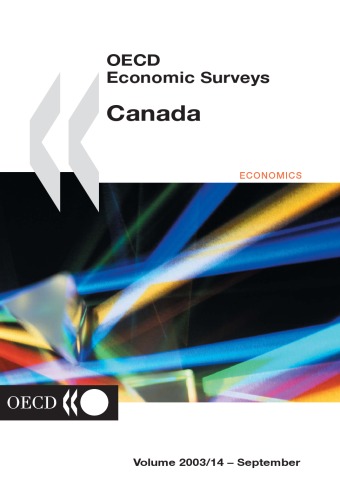 OECD
Economic Surveys
Canada
ECONOMICS
OECD
Volume 2003/14 – September